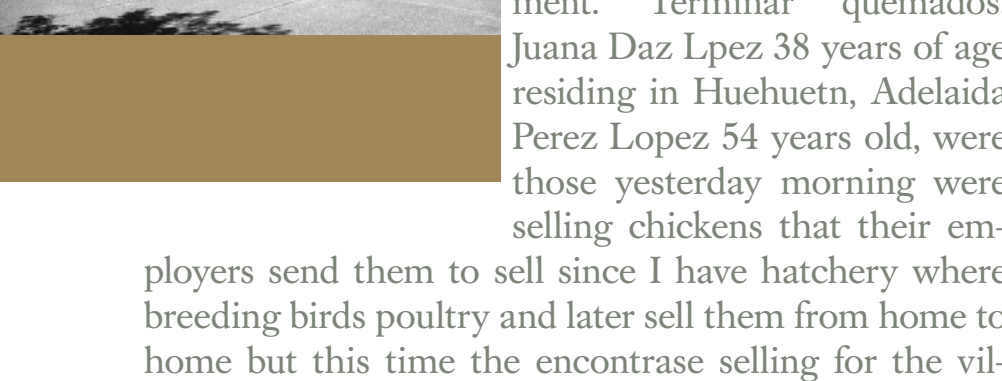 ment. Terminar quemados.
Juana Daz Lpez 38 years of age
residing in Huehuetn, Adelaida
Perez Lopez 54 years old, were
those yesterday morning were
selling chickens that their em-
ployers send them to sell since I have hatchery where
breeding birds poultry and later sell them from home to
home but this time the encontrase selling for the vil-